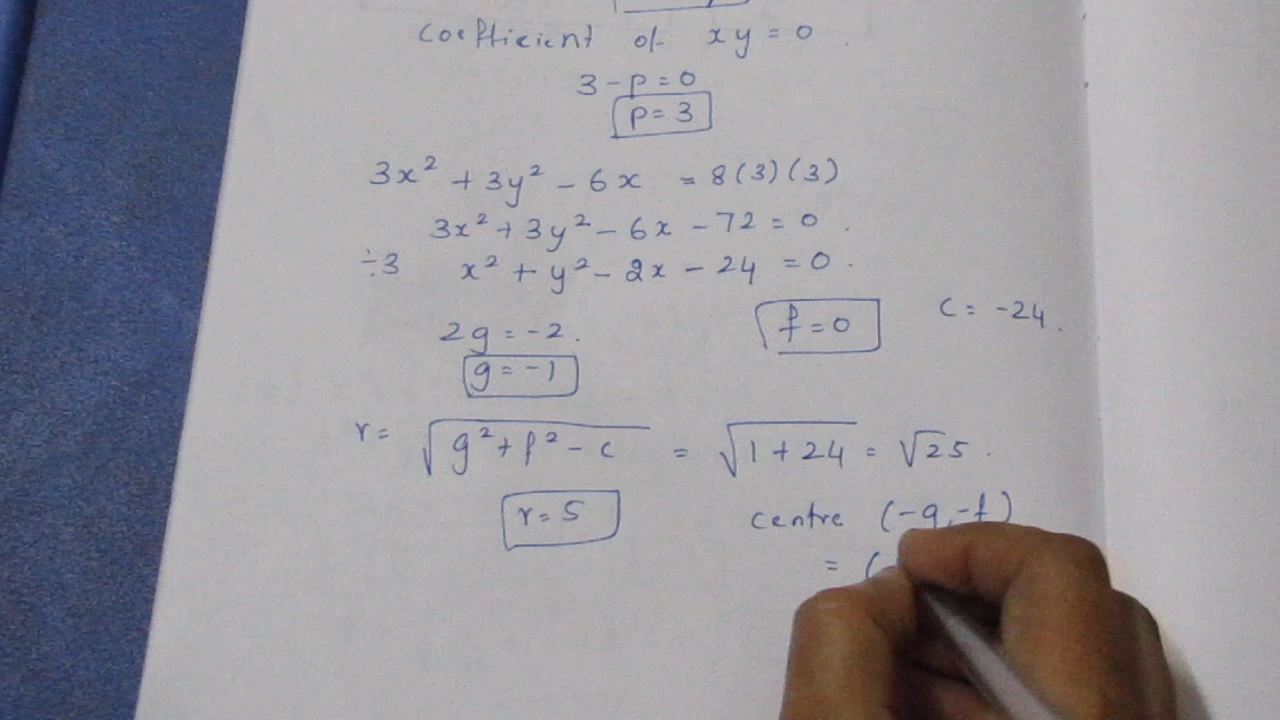 Coefficient of xy = 0.
3 - p = 0
p = 3
3x² + 3y² - 6x = 8(3)(3)
3x² + 3y² - 6x - 72 = 0.
÷3 x² + y² - 2x - 24 = 0.
2g = -2. f = 0 C = -24.
g = -1
r = √g² + f² - c = √1 + 24 = √25.
r = 5 centre (-g, -f)
= (